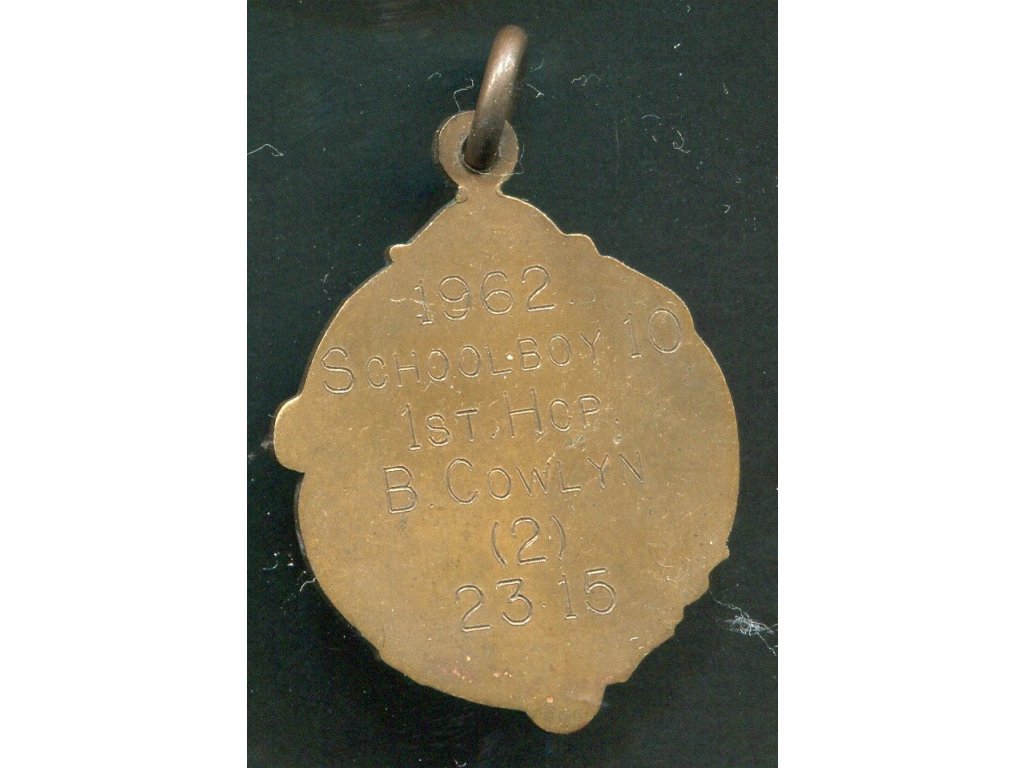 1962
SCHOOLBOY 10
1ST. HCP.
B. COWLYN
(2)
23.15